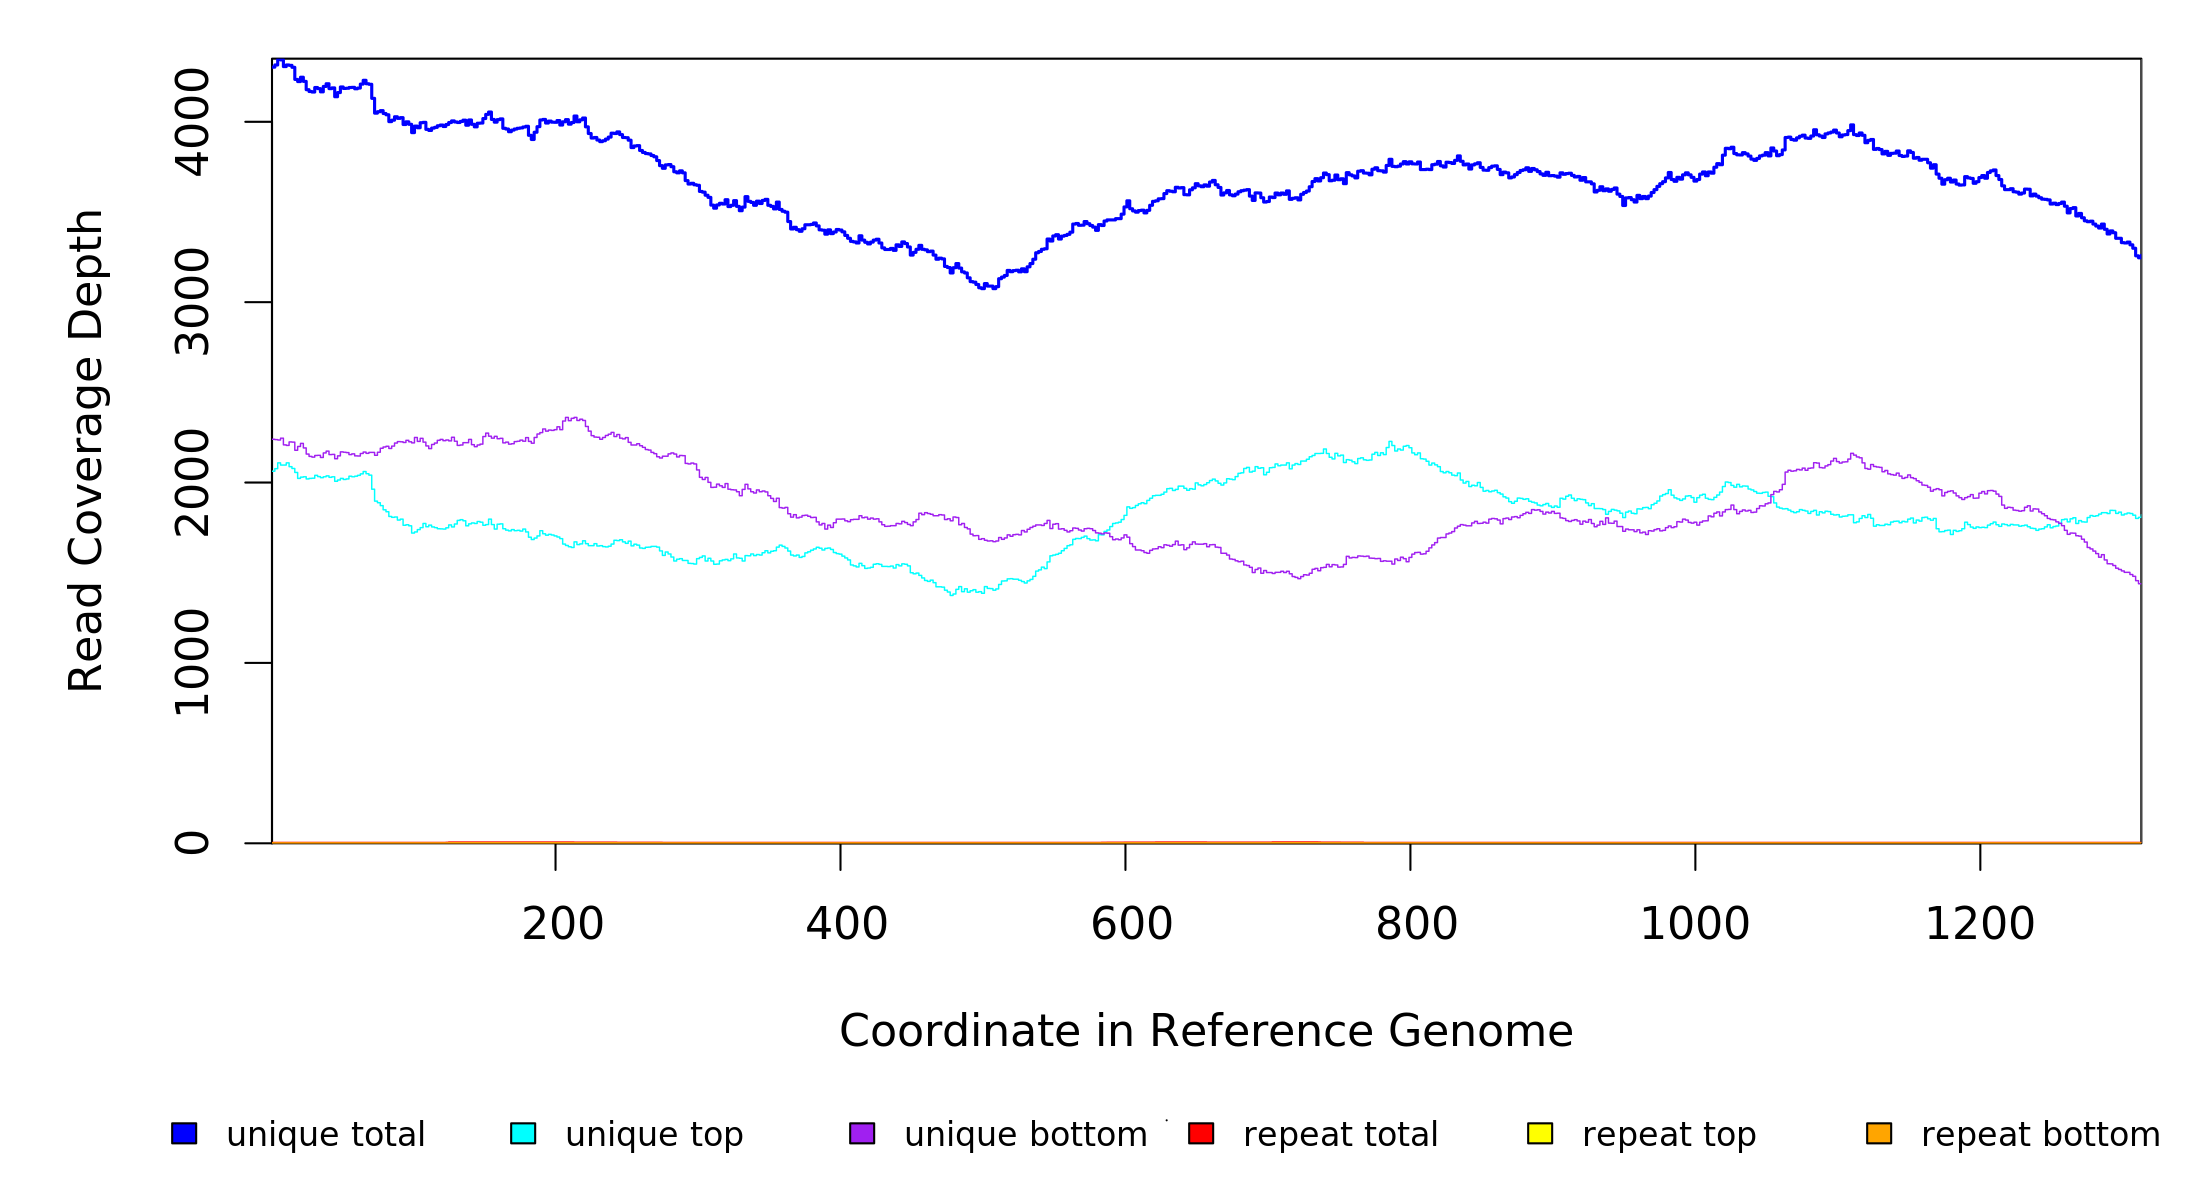 Read Coverage Depth
4000
3000
2000
1000
0
200 400 600 800 1000 1200
Coordinate in Reference Genome
unique total unique top unique bottom repeat total repeat top repeat bottom